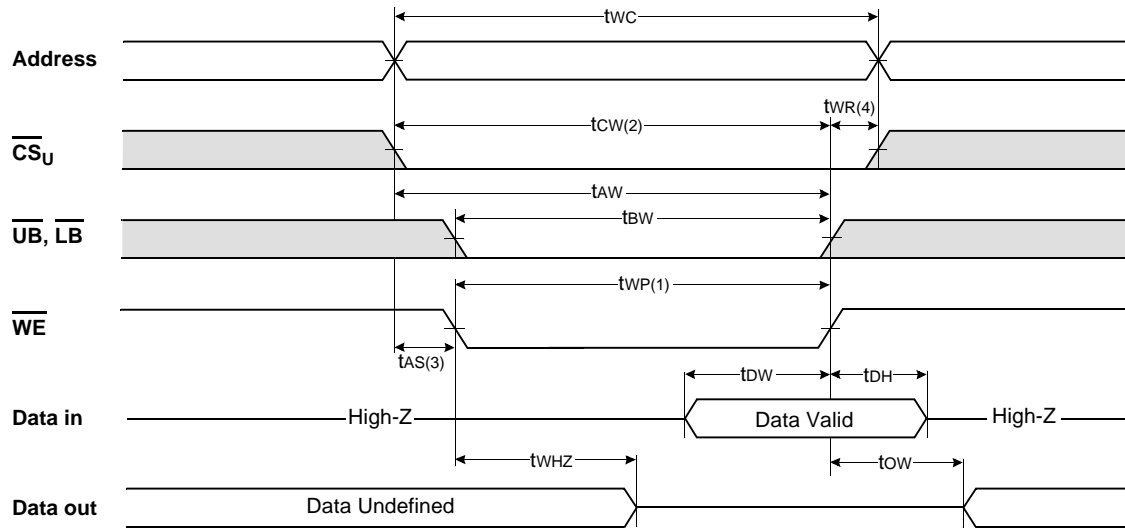 tWC
Address
tWR(4)
tCW(2)
CSU
tAW
tBW
UB, LB
tWP(1)
WE
tAS(3)
tDW
tDH
Data in
High-Z
Data Valid
High-Z
tWHZ
tOW
Data out
Data Undefined